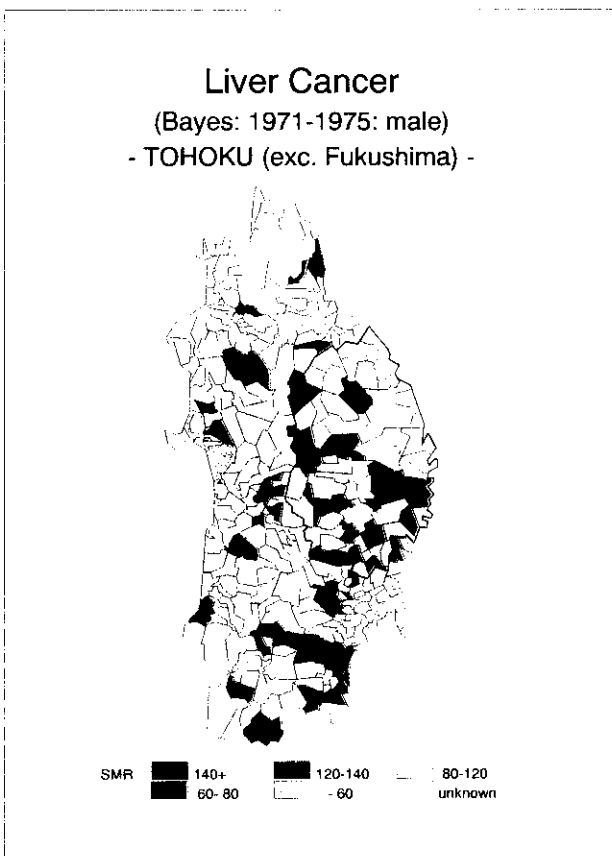 Liver Cancer
(Bayes: 1971-1975: male)
- TOHOKU (exc. Fukushima) -
SMR 140+ 120-140 80-120
60- 80 - 60 unknown